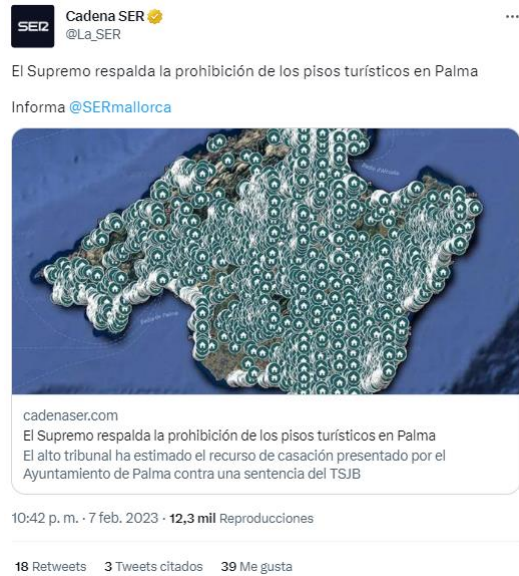 SER
Cadena SER
@La_SER
...
El Supremo respalda la prohibición de los pisos turísticos en Palma
Informa @SERmallorca
cadenaser.com
El Supremo respalda la prohibición de los pisos turísticos en Palma
El alto tribunal ha estimado el recurso de casación presentado por el
Ayuntamiento de Palma contra una sentencia del TSJB
10:42 p. m. · 7 feb. 2023 · 12,3 mil Reproducciones
18 Retweets 3 Tweets citados 39 Me gusta